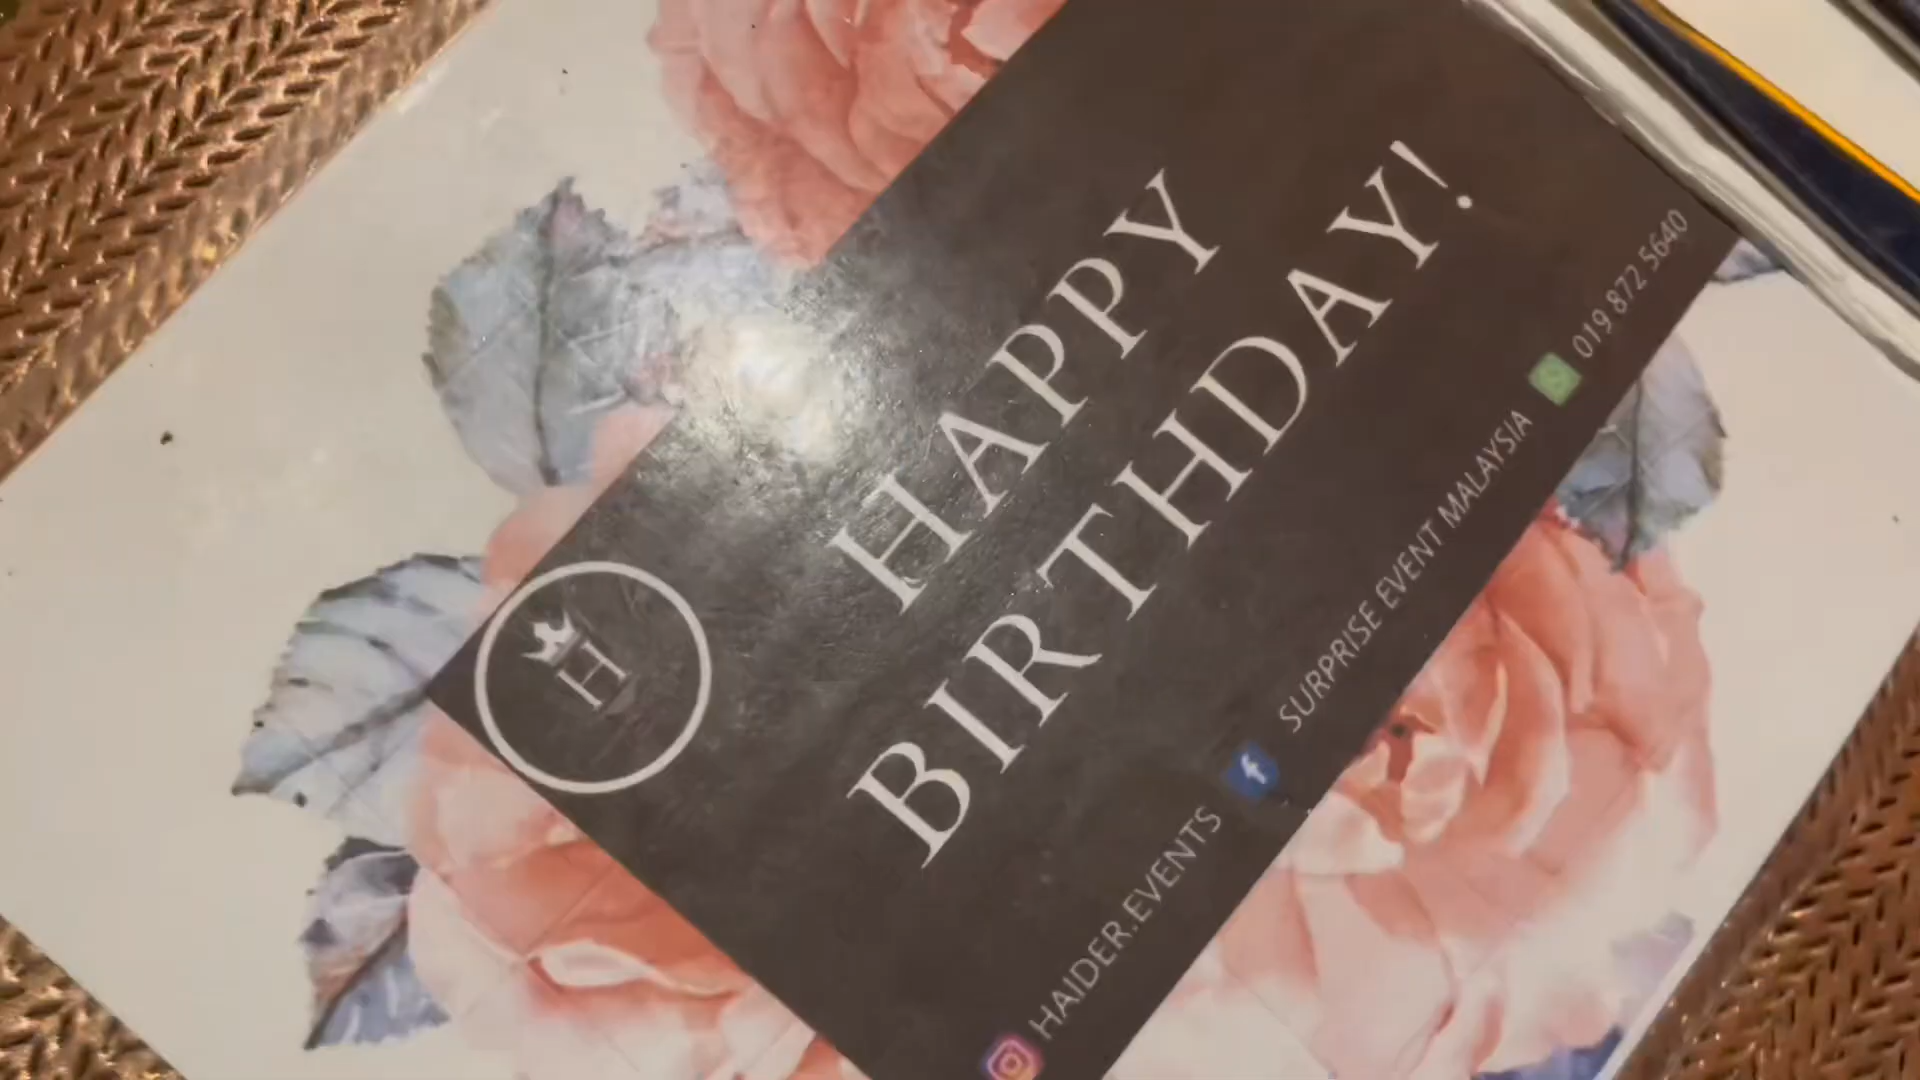 H
HAPPY
BIRTHDAY!
HAIDER.EVENTS
SURPRISE EVENT MALAYSIA
019 872 5640